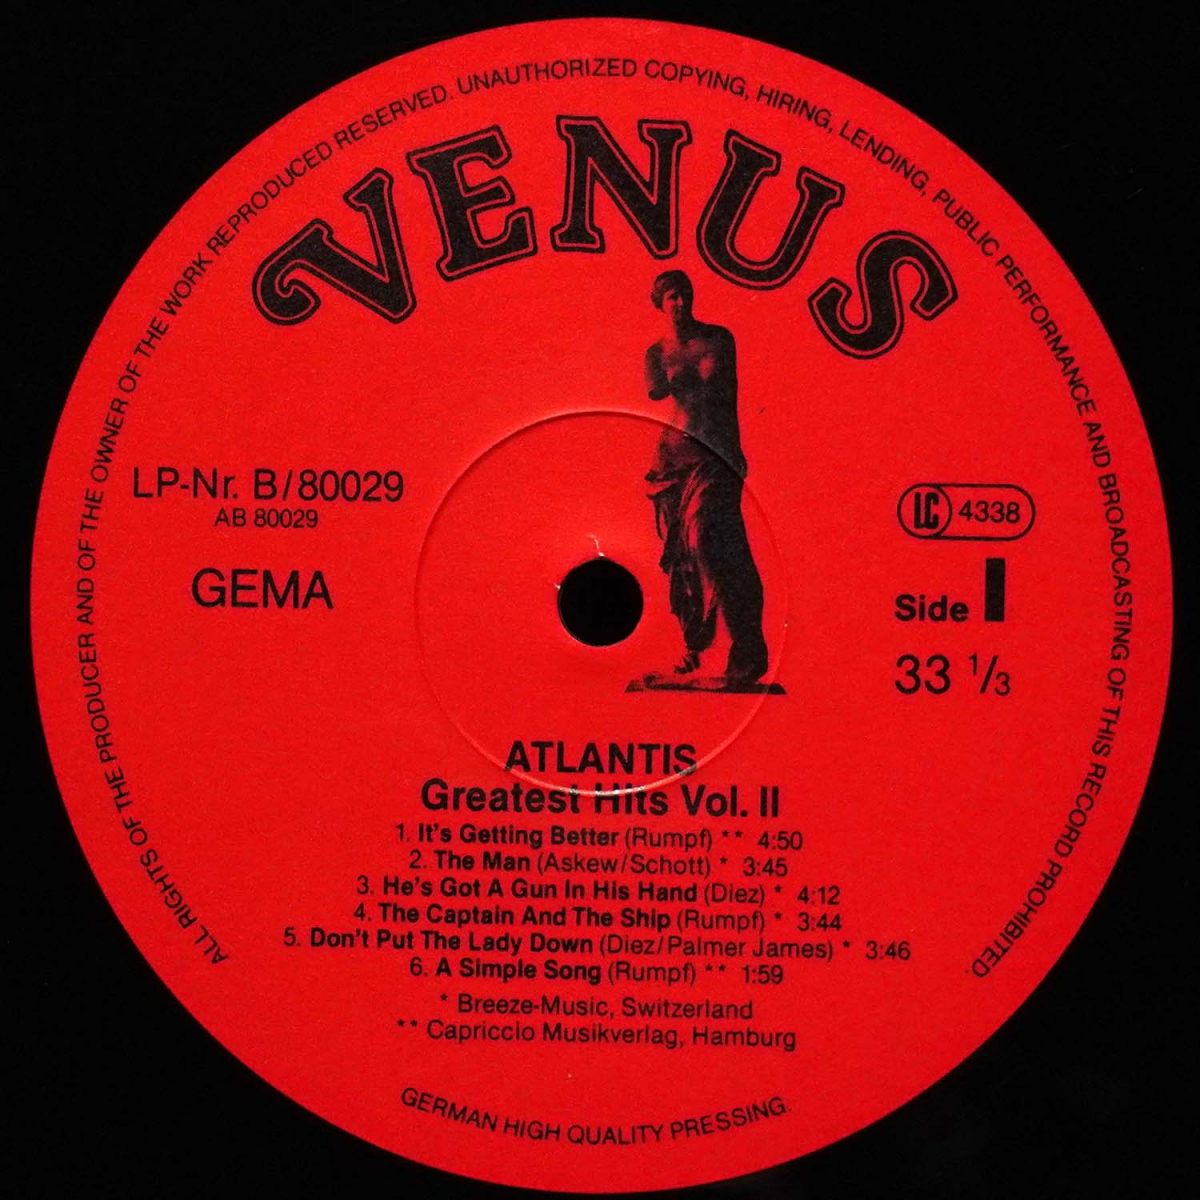 ALL RIGHTS OF THE PRODUCER AND OF THE OWNER OF THE WORK REPRODUCED RESERVED. UNAUTHORIZED COPYING, HIRING, LENDING, PUBLIC PERFORMANCE AND BROADCASTING OF THIS RECORD PROHIBITED.
VENUS
LP-Nr. B/80029
AB 80029
GEMA
LC 4338
Side I
33 1/3
ATLANTIS
Greatest Hits Vol. II
1. It's Getting Better (Rumpf) ** 4:50
2. The Man (Askew/Schott) * 3:45
3. He's Got A Gun In His Hand (Diez) * 4:12
4. The Captain And The Ship (Rumpf) * 3:44
5. Don't Put The Lady Down (Diez/Palmer James) * 3:46
6. A Simple Song (Rumpf) ** 1:59
* Breeze-Music, Switzerland
** Capriccio Musikverlag, Hamburg
GERMAN HIGH QUALITY PRESSING.